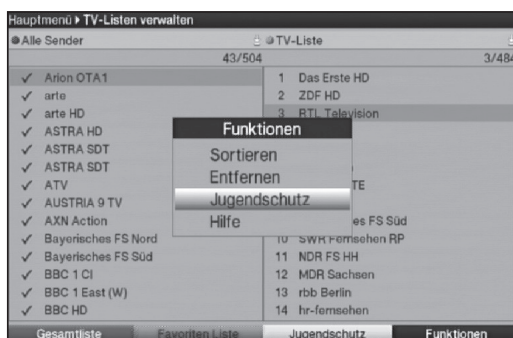 Hauptmenü ▸ TV-Listen verwalten
Alle Sender
43/504
✓ Arion OTA1
✓ arte
✓ arte HD
✓ ASTRA HD
✓ ASTRA SDT
✓ ASTRA SDT
✓ ATV
✓ AUSTRIA 9 TV
✓ AXN Action
✓ Bayerisches FS Nord
✓ Bayerisches FS Süd
✓ BBC 1 CI
✓ BBC 1 East (W)
✓ BBC HD
TV-Liste
3/484
1 Das Erste HD
2 ZDF HD
3 RTL Television
TE
es FS Süd
10 SWR Fernsehen RP
11 NDR FS HH
12 MDR Sachsen
13 rbb Berlin
14 hr-fernsehen
Funktionen
Sortieren
Entfernen
Jugendschutz
Hilfe
Gesamtliste
Favoriten Liste
Jugendschutz
Funktionen